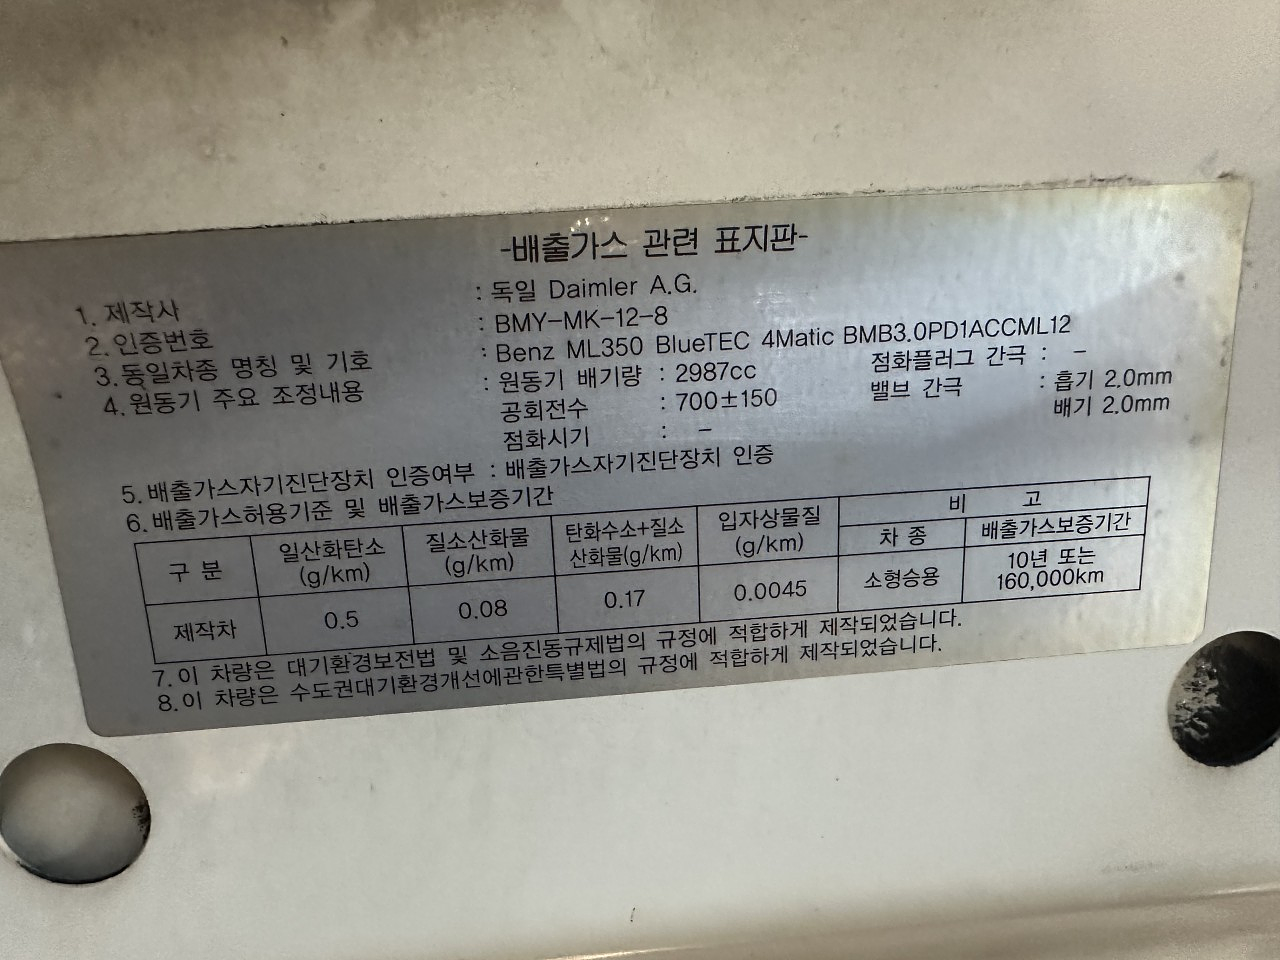 -배출가스 관련 표지판-
1. 제작사 : 독일 Daimler A.G.
2. 인증번호 : BMY-MK-12-8
3. 동일차종 명칭 및 기호 : Benz ML350 BlueTEC 4Matic BMB3.0PD1ACCML12
4. 원동기 주요 조정내용 : 원동기 배기량 : 2987cc 점화플러그 간극 : -
공회전수 : 700±150 밸브 간극 : 흡기 2.0mm
점화시기 : - 배기 2.0mm
5. 배출가스자기진단장치 인증여부 : 배출가스자기진단장치 인증
6. 배출가스허용기준 및 배출가스보증기간
구 분 일산화탄소 (g/km) 질소산화물 (g/km) 탄화수소+질소 산화물(g/km) 입자상물질 (g/km) 비 고
차 종 배출가스보증기간
제작차 0.5 0.08 0.17 0.0045 소형승용 10년 또는 160,000km
7. 이 차량은 대기환경보전법 및 소음진동규제법의 규정에 적합하게 제작되었습니다.
8. 이 차량은 수도권대기환경개선에관한특별법의 규정에 적합하게 제작되었습니다.